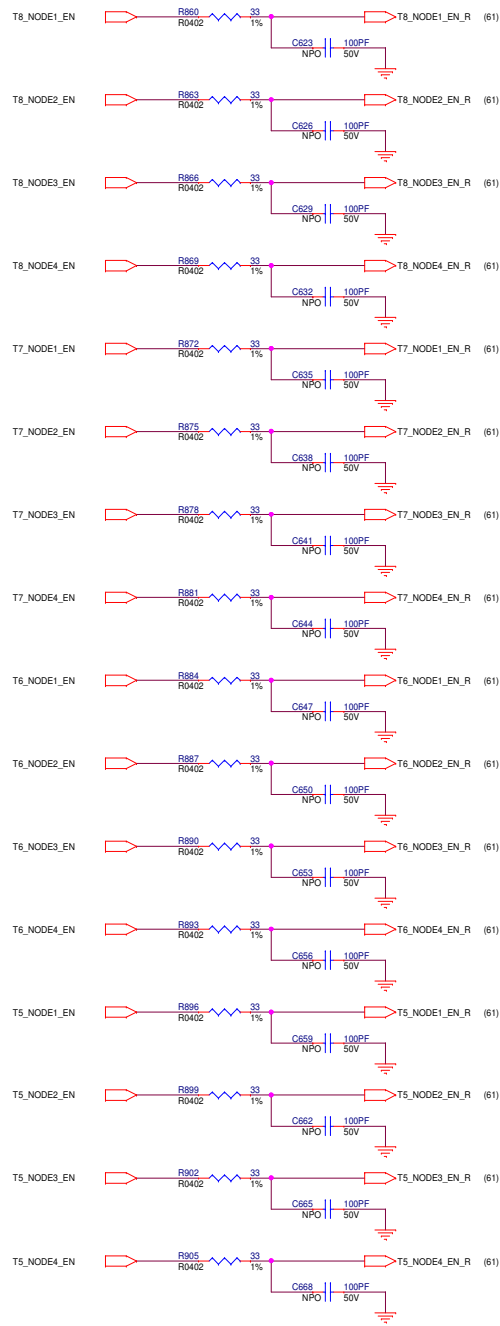 T8_NODE1_EN R860 33 T8_NODE1_EN_R (61)
R0402 1%
C623 100PF
NPO 50V
T8_NODE2_EN R863 33 T8_NODE2_EN_R (61)
R0402 1%
C626 100PF
NPO 50V
T8_NODE3_EN R866 33 T8_NODE3_EN_R (61)
R0402 1%
C629 100PF
NPO 50V
T8_NODE4_EN R869 33 T8_NODE4_EN_R (61)
R0402 1%
C632 100PF
NPO 50V
T7_NODE1_EN R872 33 T7_NODE1_EN_R (61)
R0402 1%
C635 100PF
NPO 50V
T7_NODE2_EN R875 33 T7_NODE2_EN_R (61)
R0402 1%
C638 100PF
NPO 50V
T7_NODE3_EN R878 33 T7_NODE3_EN_R (61)
R0402 1%
C641 100PF
NPO 50V
T7_NODE4_EN R881 33 T7_NODE4_EN_R (61)
R0402 1%
C644 100PF
NPO 50V
T6_NODE1_EN R884 33 T6_NODE1_EN_R (61)
R0402 1%
C647 100PF
NPO 50V
T6_NODE2_EN R887 33 T6_NODE2_EN_R (61)
R0402 1%
C650 100PF
NPO 50V
T6_NODE3_EN R890 33 T6_NODE3_EN_R (61)
R0402 1%
C653 100PF
NPO 50V
T6_NODE4_EN R893 33 T6_NODE4_EN_R (61)
R0402 1%
C656 100PF
NPO 50V
T5_NODE1_EN R896 33 T5_NODE1_EN_R (61)
R0402 1%
C659 100PF
NPO 50V
T5_NODE2_EN R899 33 T5_NODE2_EN_R (61)
R0402 1%
C662 100PF
NPO 50V
T5_NODE3_EN R902 33 T5_NODE3_EN_R (61)
R0402 1%
C665 100PF
NPO 50V
T5_NODE4_EN R905 33 T5_NODE4_EN_R (61)
R0402 1%
C668 100PF
NPO 50V